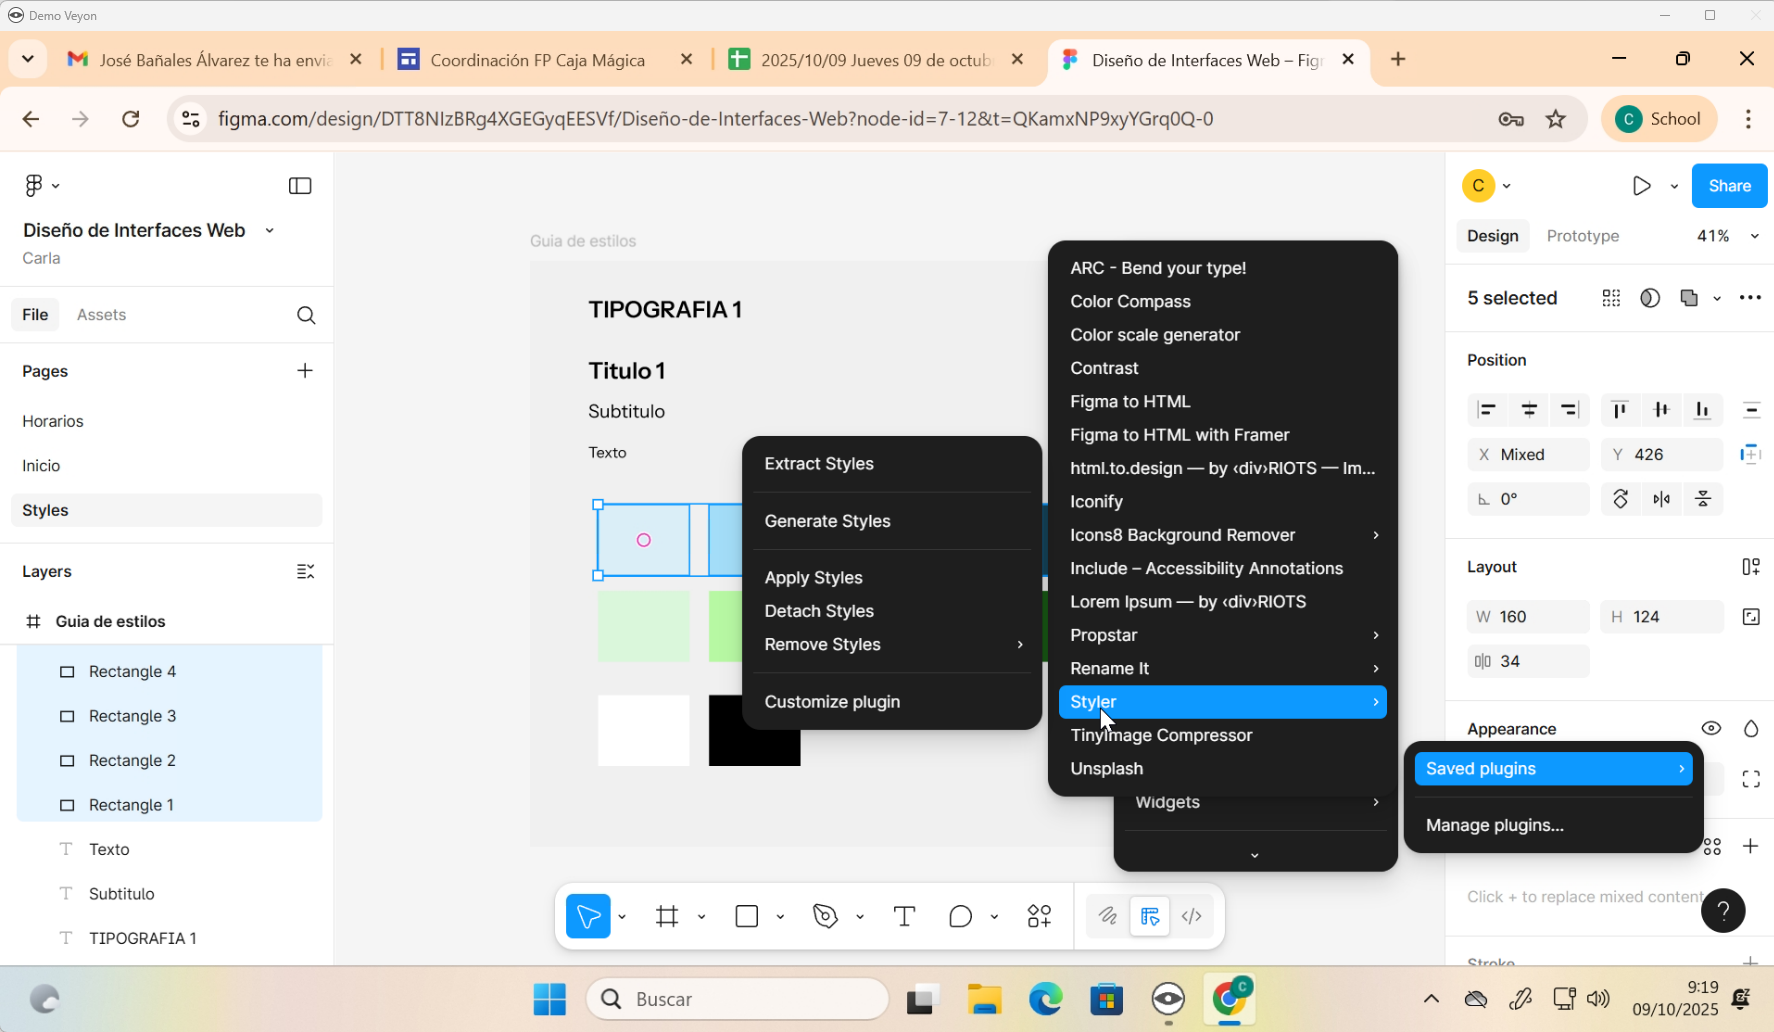 Demo Veyon
José Bañales Álvarez te ha envia
Coordinación FP Caja Mágica
2025/10/09 Jueves 09 de octub
Diseño de Interfaces Web – Fig
figma.com/design/DTT8NIzBRg4XGEGyqEESVf/Diseño-de-Interfaces-Web?node-id=7-12&t=QKamxNP9xyYGrq0Q-0
C
School
Diseño de Interfaces Web
Carla
File
Assets
Pages
Horarios
Inicio
Styles
Layers
Guia de estilos
Rectangle 4
Rectangle 3
Rectangle 2
Rectangle 1
Texto
Subtitulo
TIPOGRAFIA 1
Guia de estilos
TIPOGRAFIA 1
Titulo 1
Subtitulo
Texto
Extract Styles
Generate Styles
Apply Styles
Detach Styles
Remove Styles
Customize plugin
ARC - Bend your type!
Color Compass
Color scale generator
Contrast
Figma to HTML
Figma to HTML with Framer
html.to.design — by ‹div›RIOTS — Im...
Iconify
Icons8 Background Remover
Include – Accessibility Annotations
Lorem Ipsum — by ‹div›RIOTS
Propstar
Rename It
Styler
TinyImage Compressor
Unsplash
Widgets
Saved plugins
Manage plugins...
C
Share
Design
Prototype
41%
5 selected
Position
X Mixed
Y 426
0°
Layout
W 160
H 124
34
Appearance
Click + to replace mixed content
?
Stroke
Buscar
C
9:19
09/10/2025